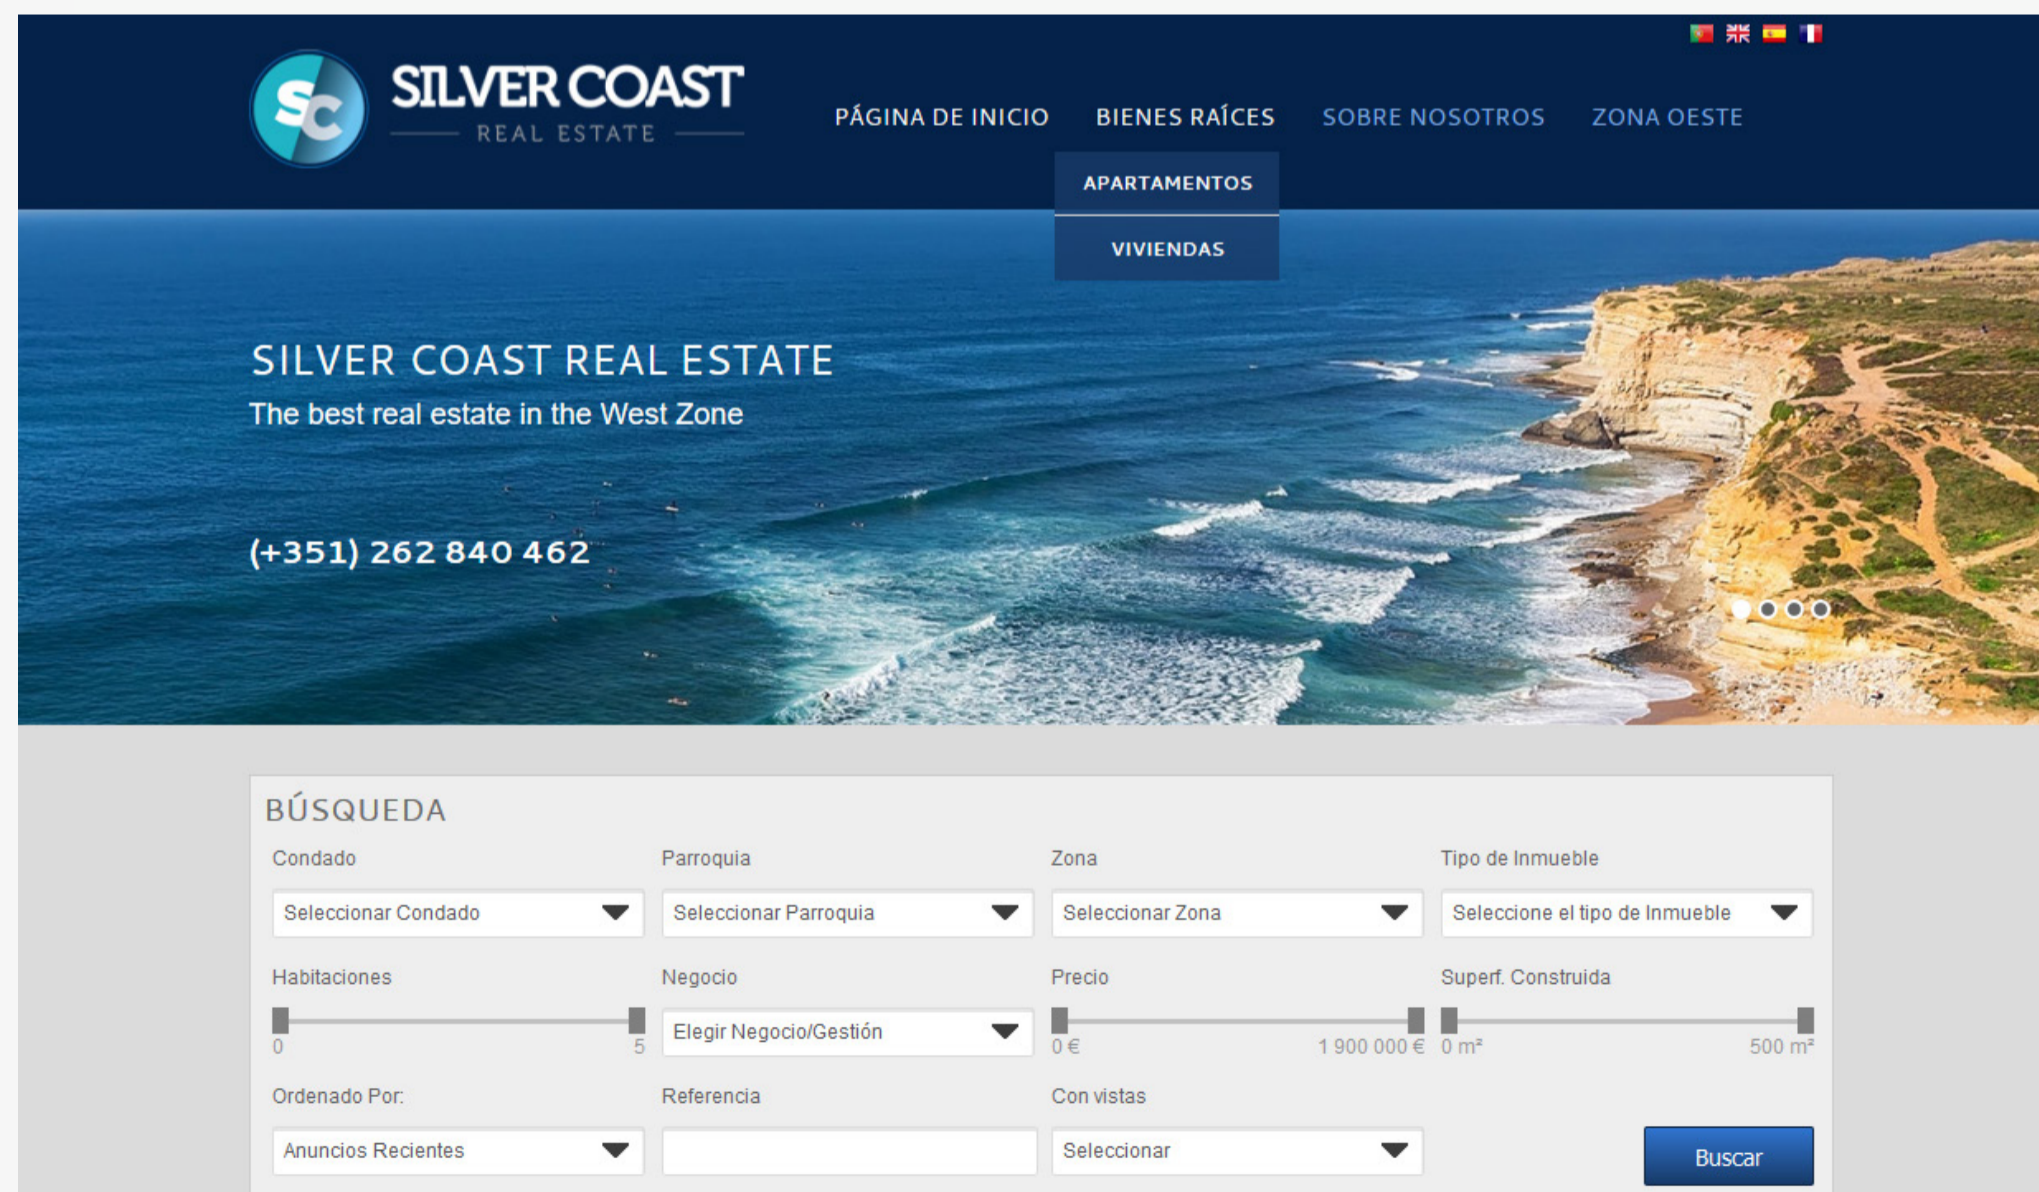 SC
SILVER COAST
REAL ESTATE
PÁGINA DE INICIO BIENES RAÍCES SOBRE NOSOTROS ZONA OESTE
APARTAMENTOS
VIVIENDAS
SILVER COAST REAL ESTATE
The best real estate in the West Zone
(+351) 262 840 462
BÚSQUEDA
Condado Parroquia Zona Tipo de Inmueble
Seleccionar Condado Seleccionar Parroquia Seleccionar Zona Seleccione el tipo de Inmueble
Habitaciones Negocio Precio Superf. Construida
Elegir Negocio/Gestión
0 5 0 € 1 900 000 € 0 m² 500 m²
Ordenado Por: Referencia Con vistas
Anuncios Recientes Seleccionar
Buscar